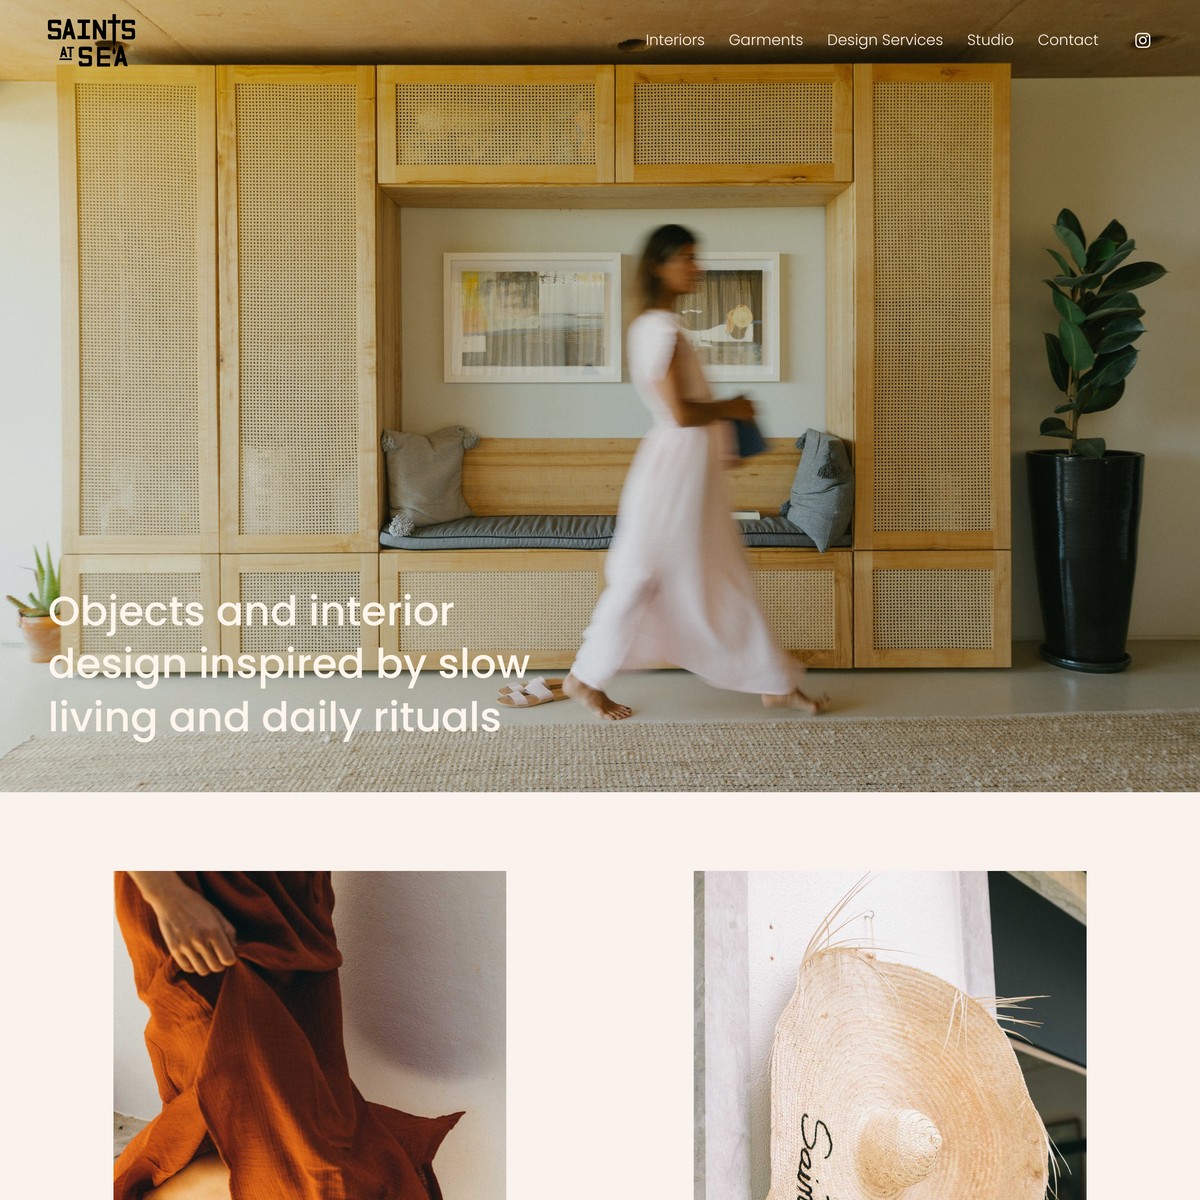 SAINTS
AT SEA
Interiors
Garments
Design Services
Studio
Contact
Objects and interior
design inspired by slow
living and daily rituals